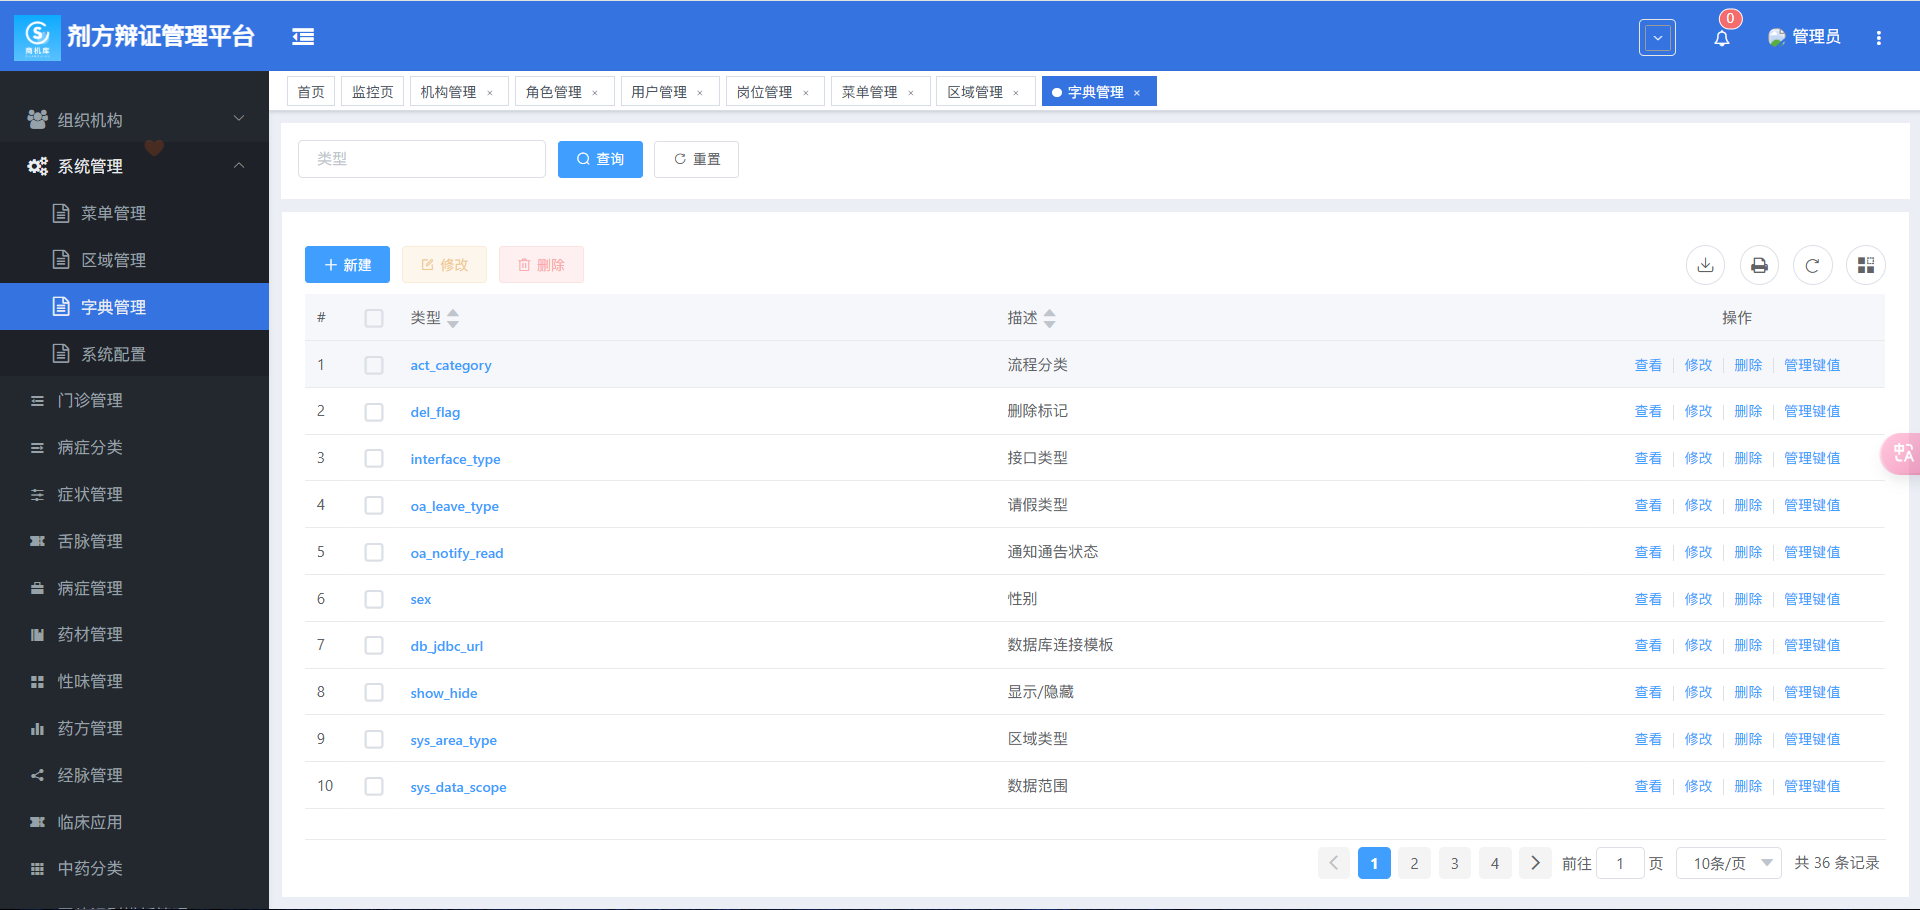 商机库
剂方辩证管理平台
0
管理员
首页
监控页
机构管理 ×
角色管理 ×
用户管理 ×
岗位管理 ×
菜单管理 ×
区域管理 ×
字典管理 ×
组织机构
系统管理
菜单管理
区域管理
字典管理
系统配置
门诊管理
病症分类
症状管理
舌脉管理
病症管理
药材管理
性味管理
药方管理
经脉管理
临床应用
中药分类
类型
查询
重置
新建
修改
删除
# 类型 描述 操作
1 act_category 流程分类 查看 修改 删除 管理键值
2 del_flag 删除标记 查看 修改 删除 管理键值
3 interface_type 接口类型 查看 修改 删除 管理键值
4 oa_leave_type 请假类型 查看 修改 删除 管理键值
5 oa_notify_read 通知通告状态 查看 修改 删除 管理键值
6 sex 性别 查看 修改 删除 管理键值
7 db_jdbc_url 数据库连接模板 查看 修改 删除 管理键值
8 show_hide 显示/隐藏 查看 修改 删除 管理键值
9 sys_area_type 区域类型 查看 修改 删除 管理键值
10 sys_data_scope 数据范围 查看 修改 删除 管理键值
1 2 3 4 前往 1 页 10条/页 共 36 条记录
中A